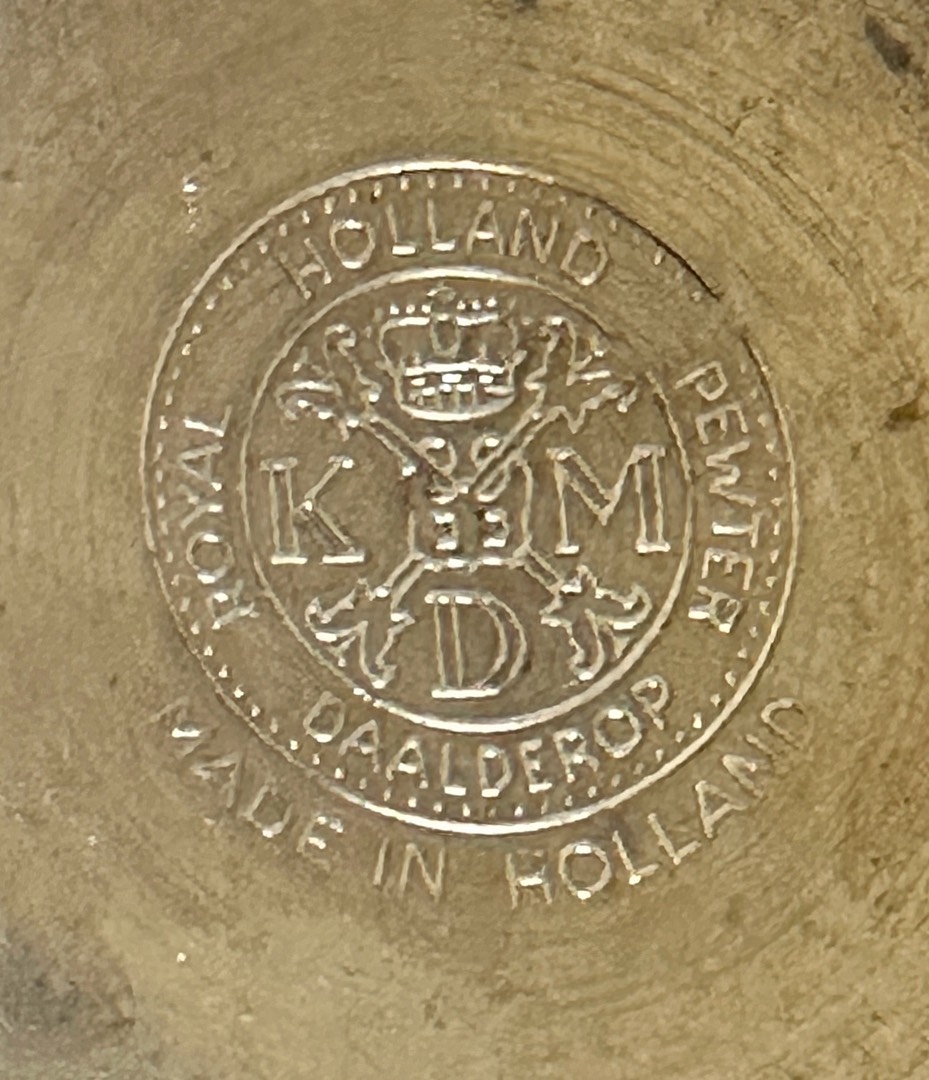 HOLLAND
ROYAL
PEWTER
K M
D
DAALDEROP
MADE IN HOLLAND